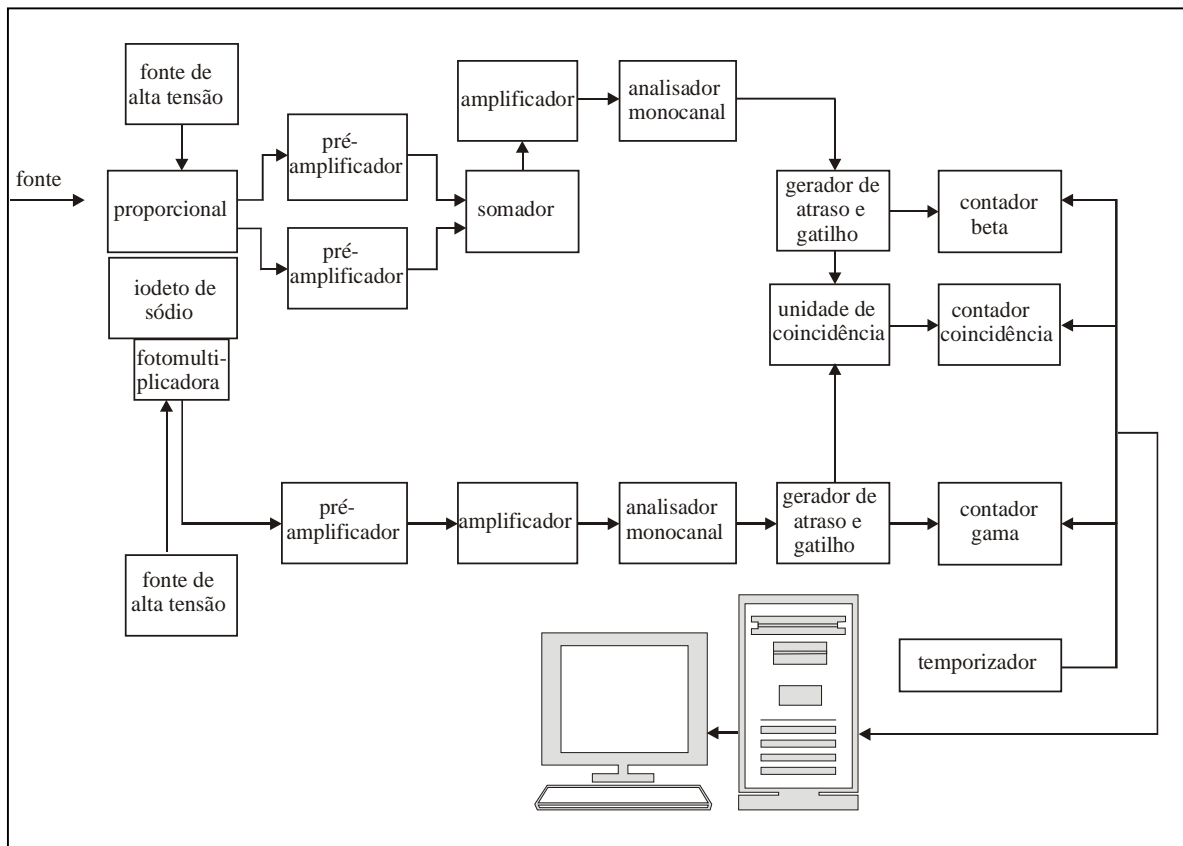 fonte de
alta tensão
fonte
proporcional
pré-
amplificador
pré-
amplificador
somador
amplificador
analisador
monocanal
gerador de
atraso e
gatilho
contador
beta
iodeto de
sódio
fotomulti-
plicadora
unidade de
coincidência
contador
coincidência
fonte de
alta tensão
pré-
amplificador
amplificador
analisador
monocanal
gerador de
atraso e
gatilho
contador
gama
temporizador